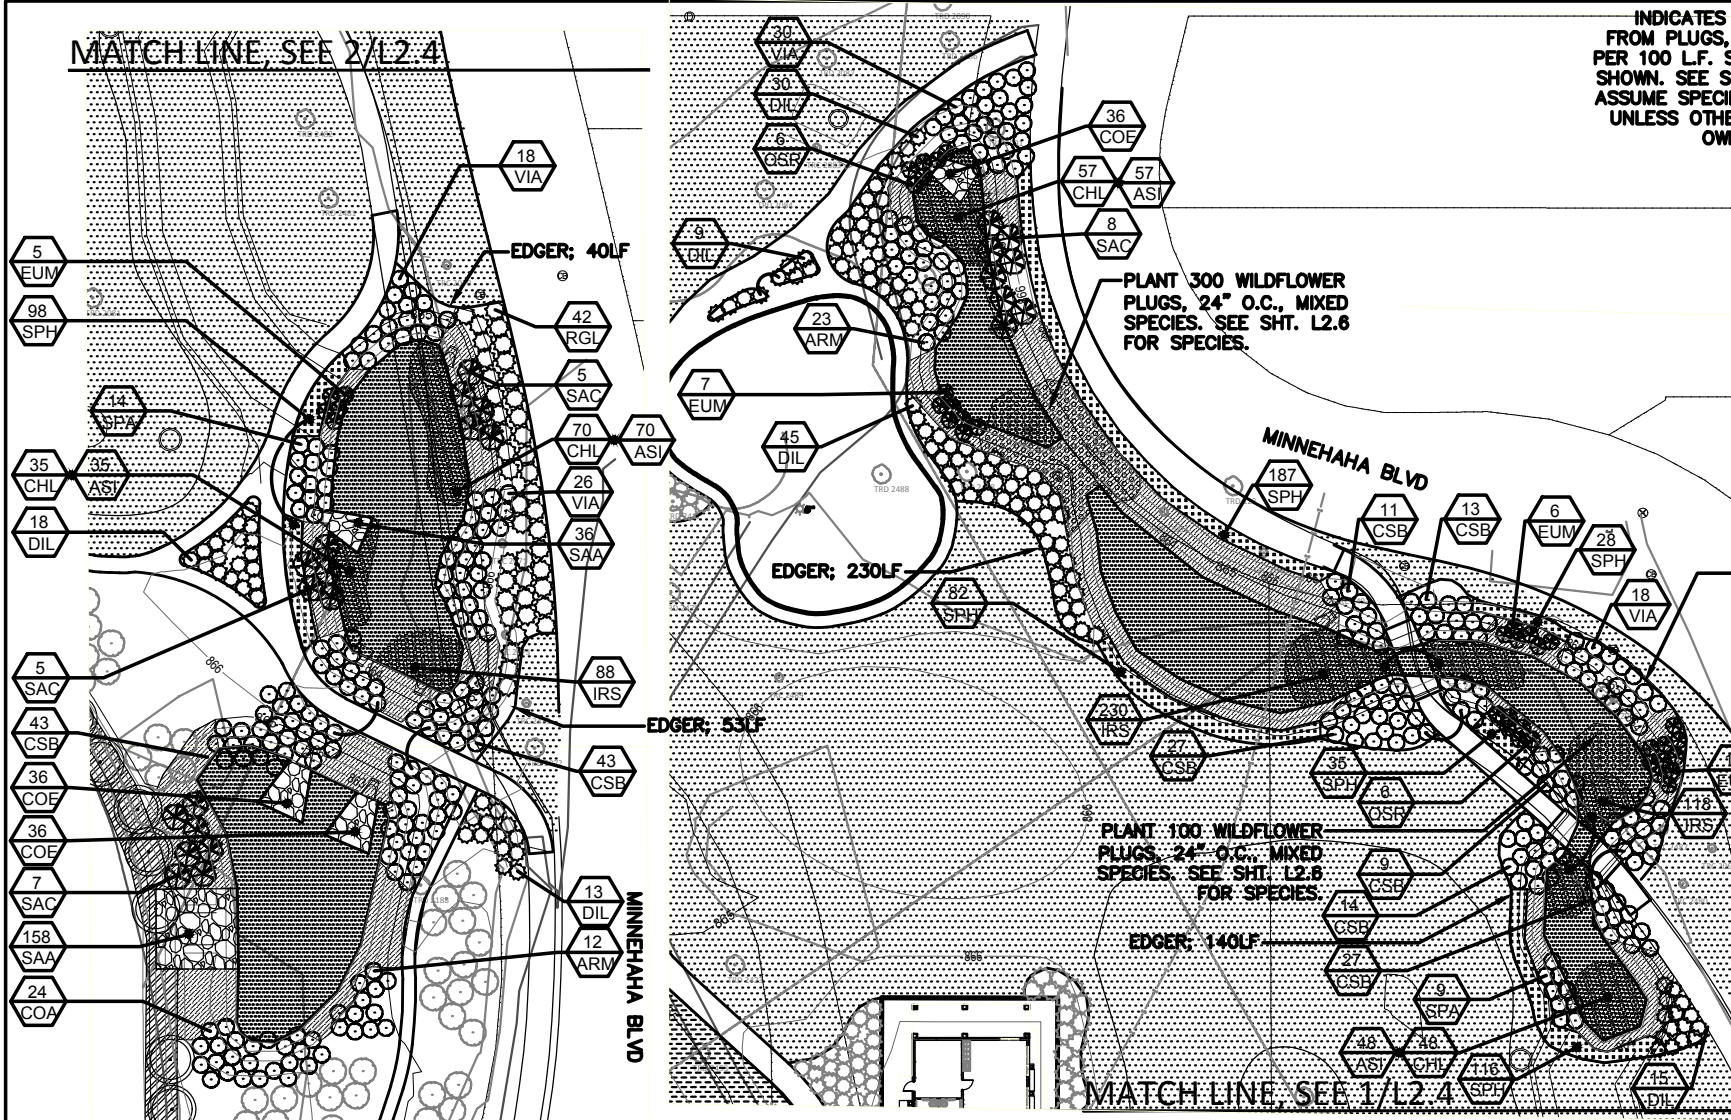 MATCH LINE, SEE 2/L2.4
18
VIA
5
EUM
EDGER; 40LF
98
SPH
42
RGL
5
SAC
14
SPA
70
CHL
70
ASI
35
CHL
35
ASI
26
VIA
18
DIL
36
SAA
5
SAC
88
IRS
866
43
CSB
EDGER; 53LF
43
CSB
36
COE
36
COE
7
SAC
13
DIL
158
SAA
12
ARM
24
COA
MINNEHAHA BLVD
30
VIA
30
DIL
6
OSR
36
COE
57
CHL
57
ASI
9
DIL
8
SAC
PLANT 300 WILDFLOWER
PLUGS, 24" O.C., MIXED
SPECIES. SEE SHT. L2.6
FOR SPECIES.
23
ARM
7
EUM
45
DIL
TRD 2488
MINNEHAHA BLVD
187
SPH
11
CSB
13
CSB
6
EUM
28
SPH
18
VIA
EDGER; 230LF
82
SPH
230
IRS
27
CSB
35
SPH
6
OSR
118
IRS
PLANT 100 WILDFLOWER
PLUGS, 24" O.C., MIXED
SPECIES. SEE SHT. L2.6
FOR SPECIES.
9
CSB
14
CSB
EDGER; 140LF
27
CSB
9
SPA
48
ASI
48
CHL
116
SPH
15
DIL
866
865
866
MATCH LINE, SEE 1/L2.4
INDICATES
FROM PLUGS,
PER 100 L.F.
SHOWN. SEE
ASSUME
UNLESS